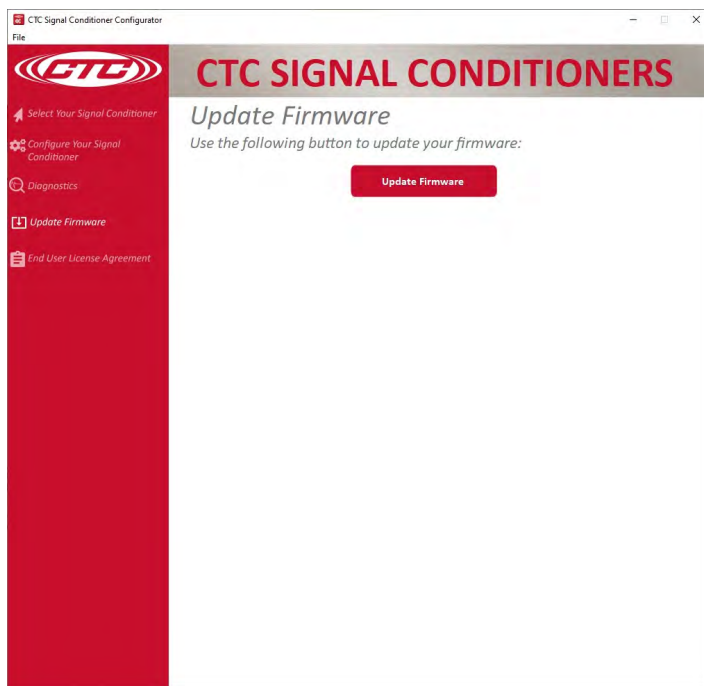 CTC Signal Conditioner Configurator
File
CTC
CTC SIGNAL CONDITIONERS
Select Your Signal Conditioner
Configure Your Signal
Conditioner
Diagnostics
Update Firmware
End User License Agreement
Update Firmware
Use the following button to update your firmware:
Update Firmware